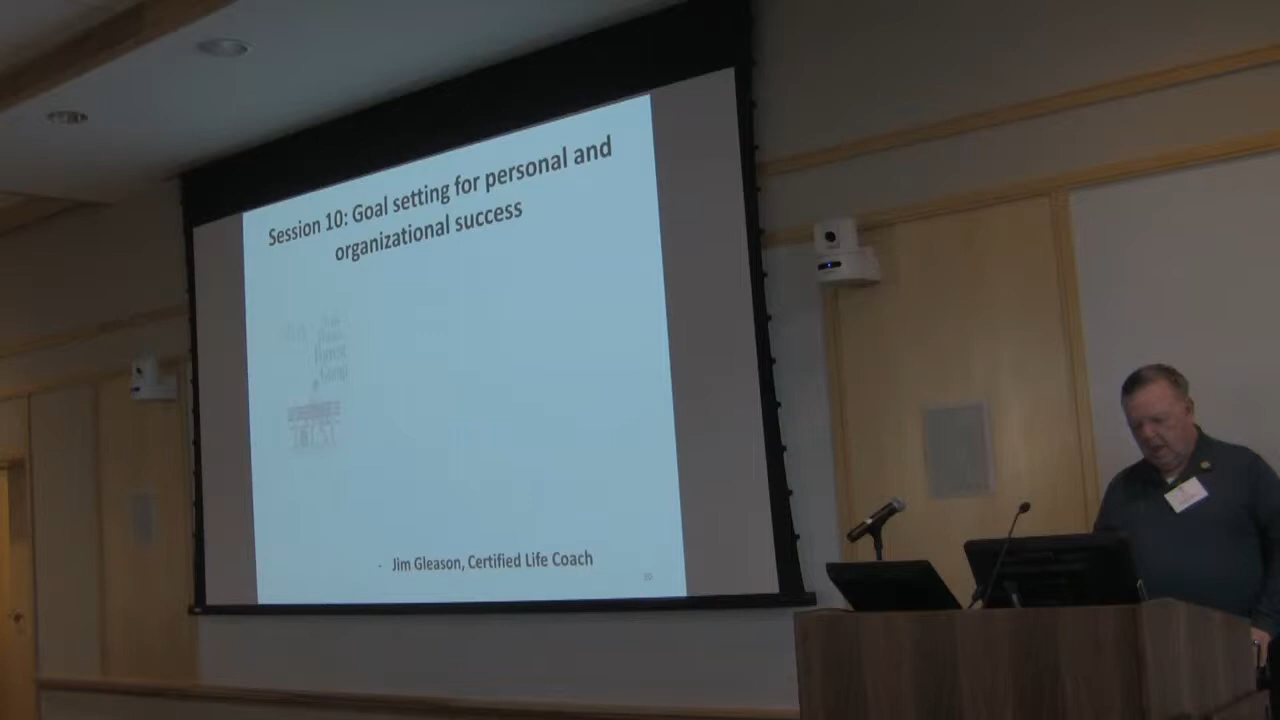 Session 10: Goal setting for personal and
organizational success
- Jim Gleason, Certified Life Coach